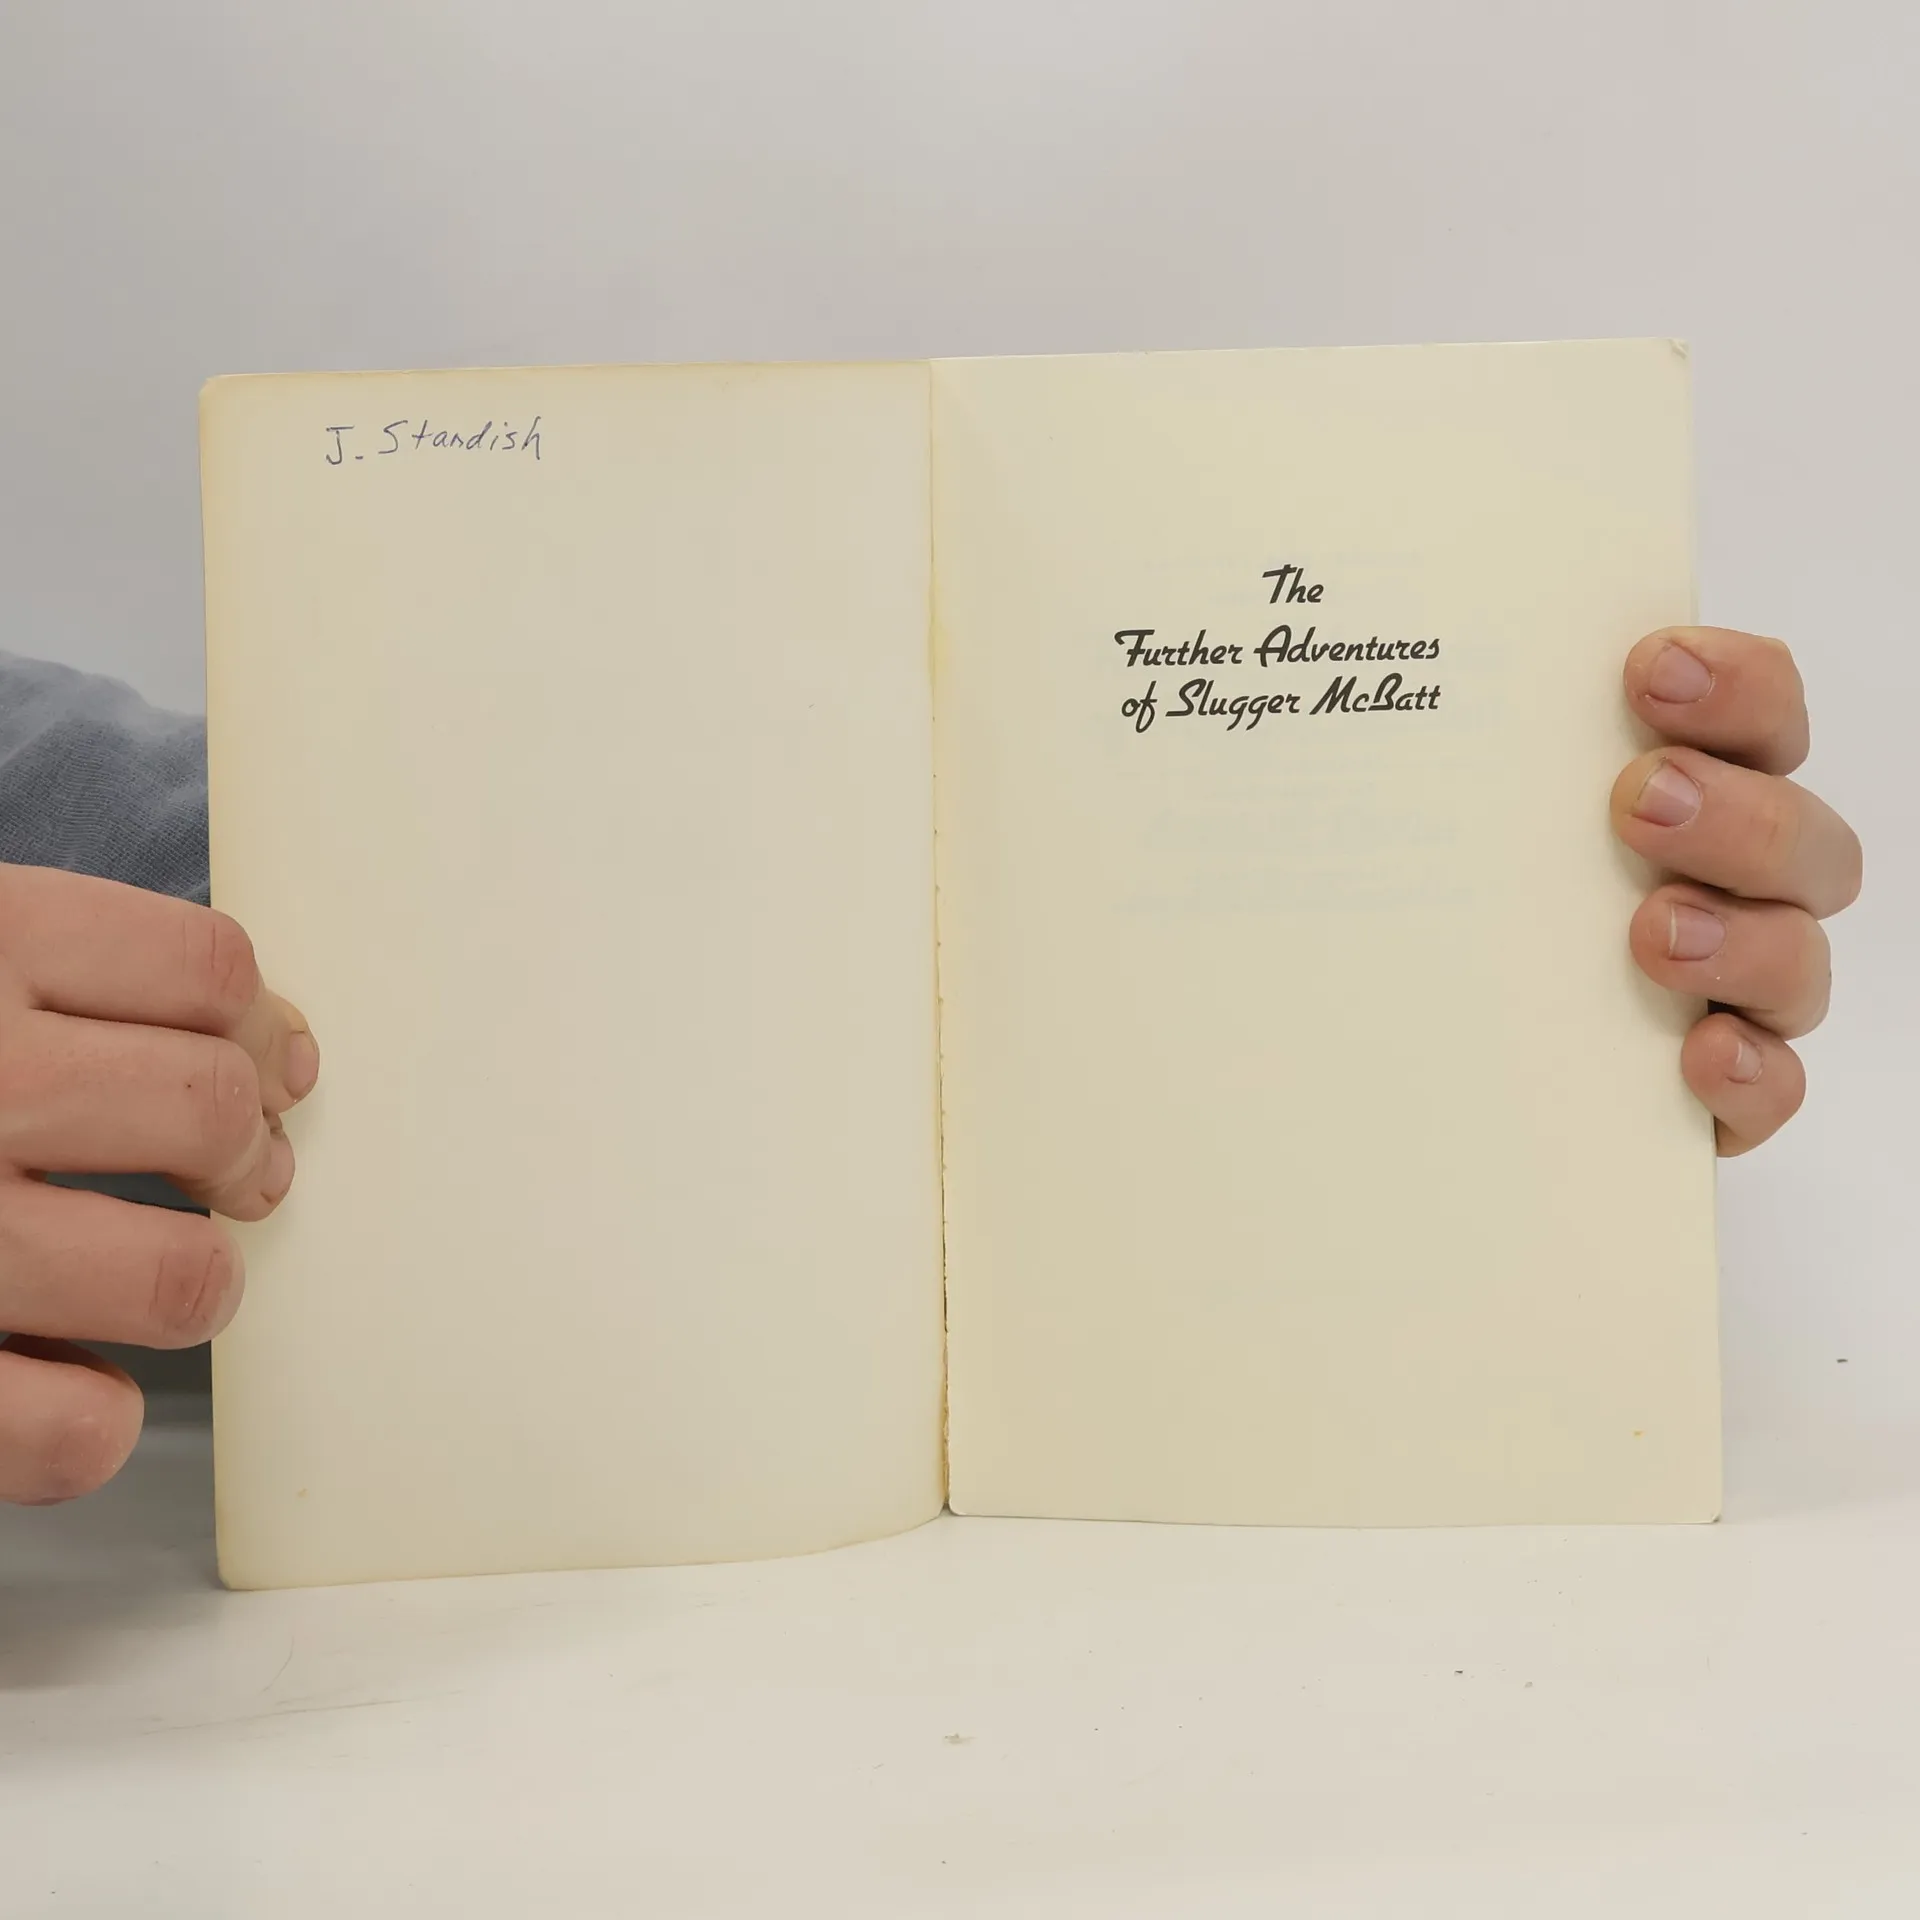 J. Standish
The
Further Adventures
of Slugger McBatt